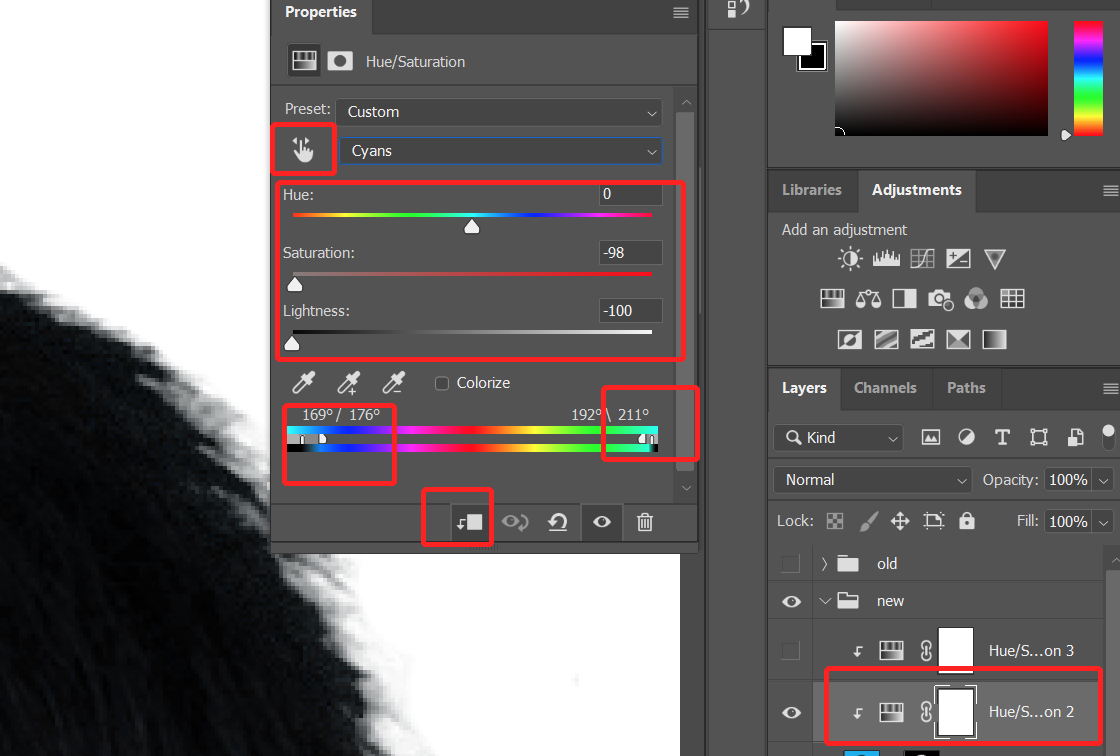 Properties
Hue/Saturation
Preset: Custom
Cyans
Hue: 0
Saturation: -98
Lightness: -100
Colorize
169°/ 176° 192°\ 211°
Libraries Adjustments
Add an adjustment
Layers Channels Paths
Kind
Normal Opacity: 100%
Lock: Fill: 100%
old
new
Hue/S...on 3
Hue/S...on 2